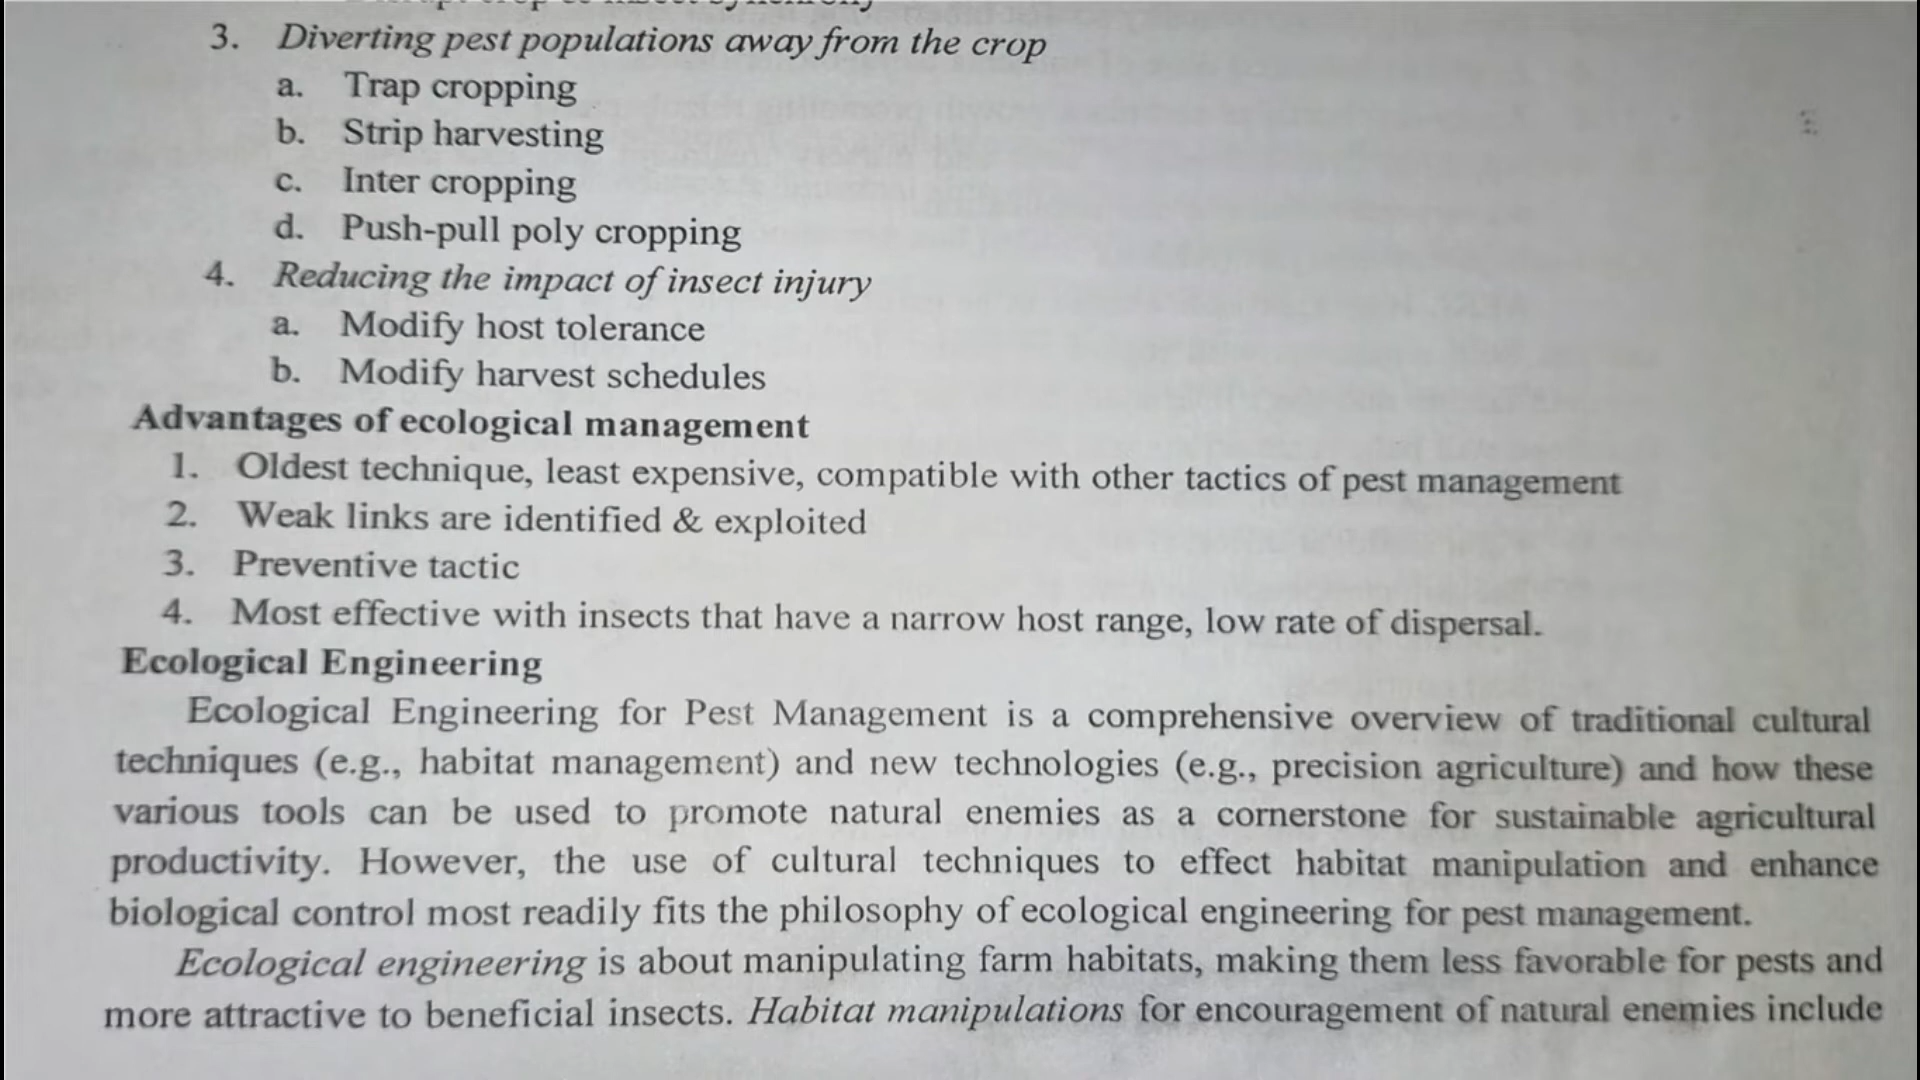 3. Diverting pest populations away from the crop
a. Trap cropping
b. Strip harvesting
c. Inter cropping
d. Push-pull poly cropping
4. Reducing the impact of insect injury
a. Modify host tolerance
b. Modify harvest schedules
Advantages of ecological management
1. Oldest technique, least expensive, compatible with other tactics of pest management
2. Weak links are identified & exploited
3. Preventive tactic
4. Most effective with insects that have a narrow host range, low rate of dispersal.
Ecological Engineering
Ecological Engineering for Pest Management is a comprehensive overview of traditional cultural
techniques (e.g., habitat management) and new technologies (e.g., precision agriculture) and how these
various tools can be used to promote natural enemies as a cornerstone for sustainable agricultural
productivity. However, the use of cultural techniques to effect habitat manipulation and enhance
biological control most readily fits the philosophy of ecological engineering for pest management.
Ecological engineering is about manipulating farm habitats, making them less favorable for pests and
more attractive to beneficial insects. Habitat manipulations for encouragement of natural enemies include